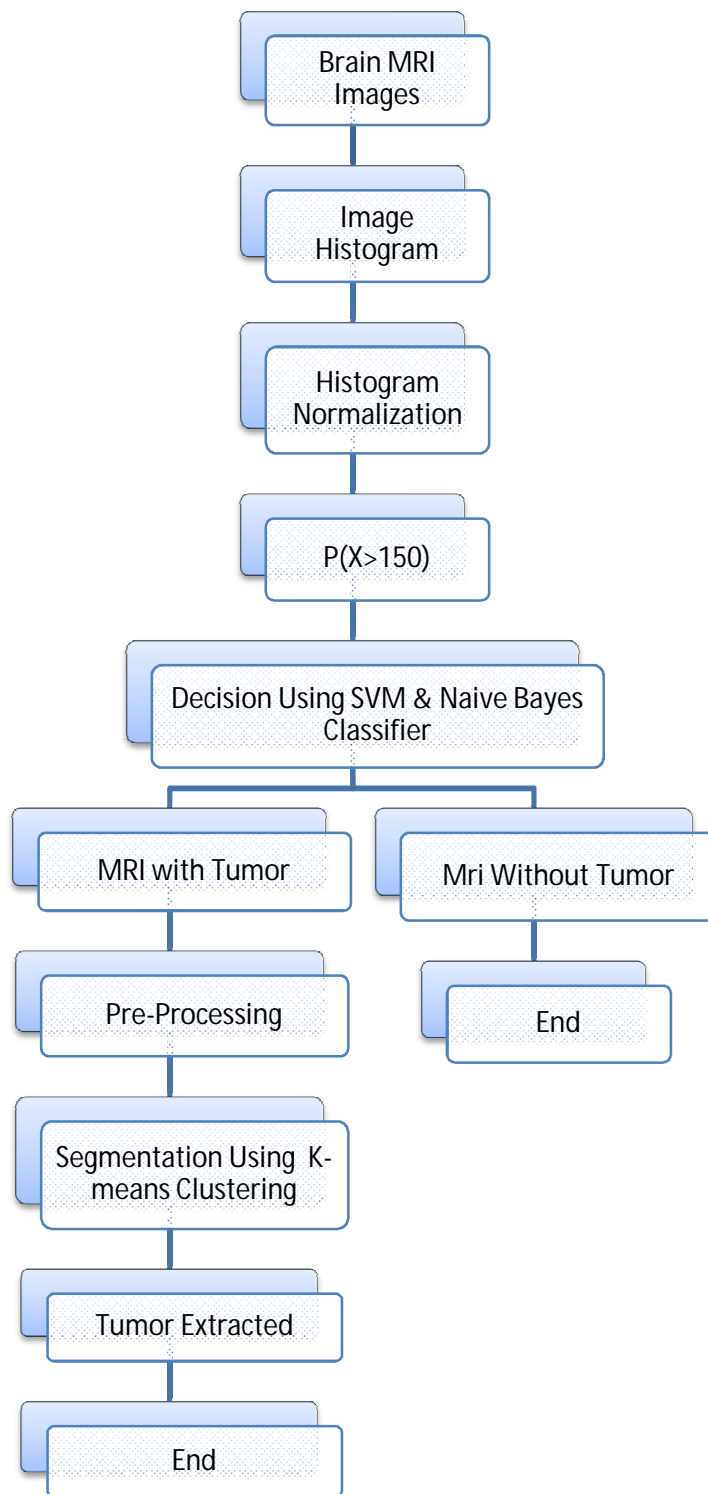 Brain MRI
Images
Image
Histogram
Histogram
Normalization
P(X>150)
Decision Using SVM & Naive Bayes
Classifier
MRI with Tumor
Mri Without Tumor
Pre-Processing
End
Segmentation Using K-
means Clustering
Tumor Extracted
End